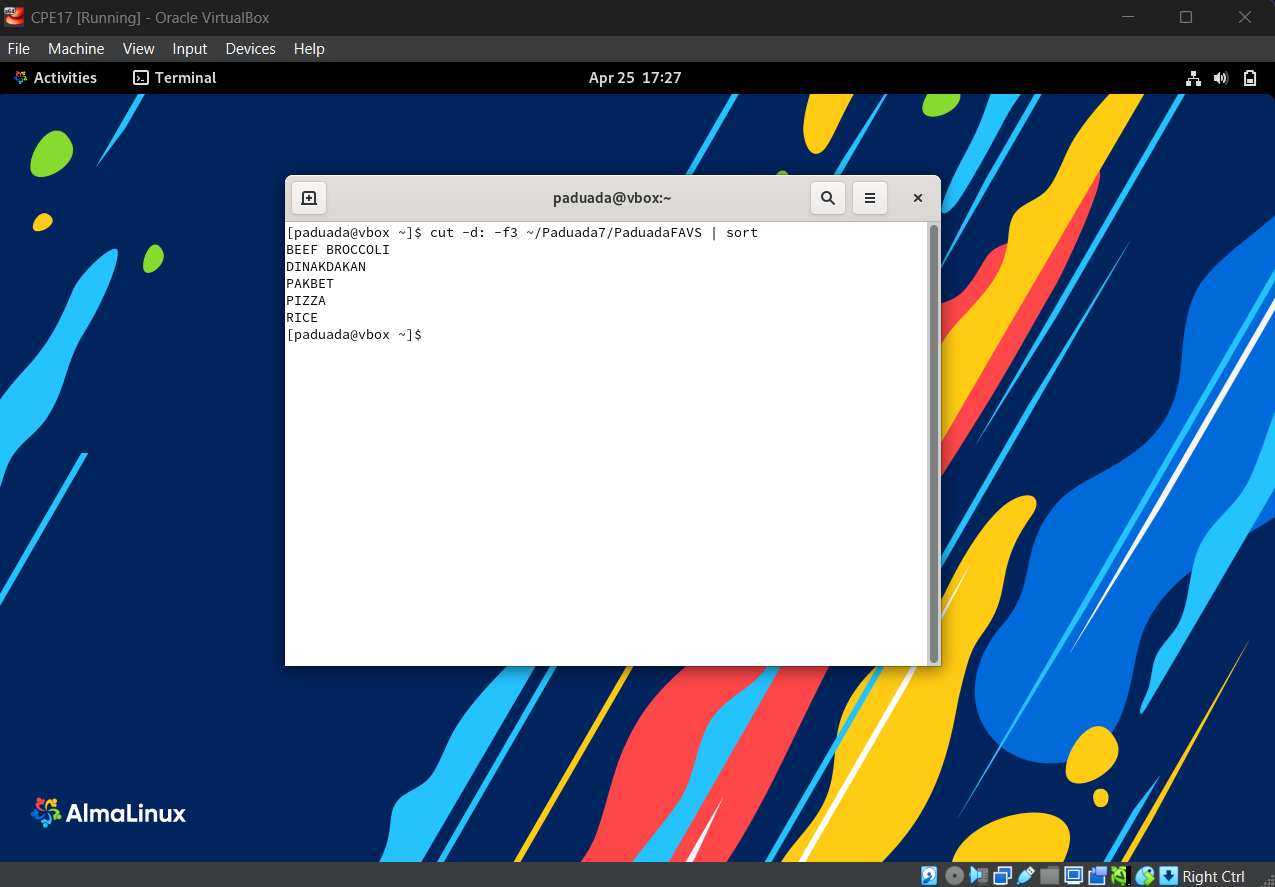 CPE17 [Running] - Oracle VirtualBox
File Machine View Input Devices Help
Activities Terminal Apr 25 17:27
paduada@vbox:~
[paduada@vbox ~]$ cut -d: -f3 ~/Paduada7/PaduadaFAVS | sort
BEEF BROCCOLI
DINAKDAKAN
PAKBET
PIZZA
RICE
[paduada@vbox ~]$
AlmaLinux
Right Ctrl